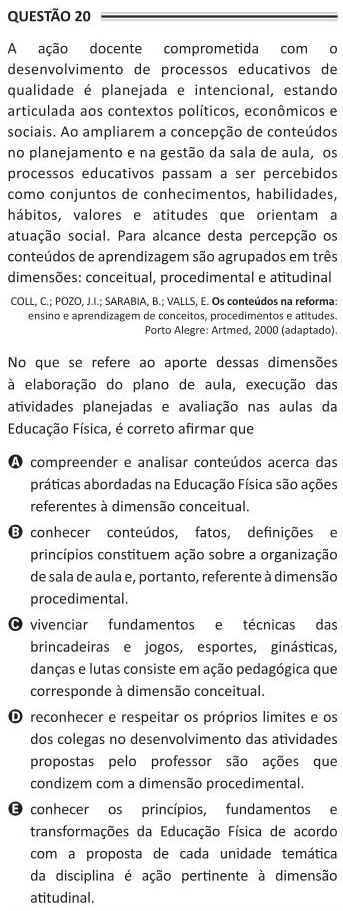 QUESTÃO 20
A ação docente comprometida com o
desenvolvimento de processos educativos de
qualidade é planejada e intencional, estando
articulada aos contextos políticos, econômicos e
sociais. Ao ampliarem a concepção de conteúdos
no planejamento e na gestão da sala de aula, os
processos educativos passam a ser percebidos
como conjuntos de conhecimentos, habilidades,
hábitos, valores e atitudes que orientam a
atuação social. Para alcance desta percepção os
conteúdos de aprendizagem são agrupados em três
dimensões: conceitual, procedimental e atitudinal
COLL, C.; POZO, J.I.; SARABIA, B.; VALLS, E. Os conteúdos na reforma:
ensino e aprendizagem de conceitos, procedimentos e atitudes.
Porto Alegre: Artmed, 2000 (adaptado).
No que se refere ao aporte dessas dimensões
à elaboração do plano de aula, execução das
atividades planejadas e avaliação nas aulas da
Educação Física, é correto afirmar que
A compreender e analisar conteúdos acerca das
práticas abordadas na Educação Física são ações
referentes à dimensão conceitual.
B conhecer conteúdos, fatos, definições e
princípios constituem ação sobre a organização
de sala de aula e, portanto, referente à dimensão
procedimental.
C vivenciar fundamentos e técnicas das
brincadeiras e jogos, esportes, ginásticas,
danças e lutas consiste em ação pedagógica que
corresponde à dimensão conceitual.
D reconhecer e respeitar os próprios limites e os
dos colegas no desenvolvimento das atividades
propostas pelo professor são ações que
condizem com a dimensão procedimental.
E conhecer os princípios, fundamentos e
transformações da Educação Física de acordo
com a proposta de cada unidade temática
da disciplina é ação pertinente à dimensão
atitudinal.